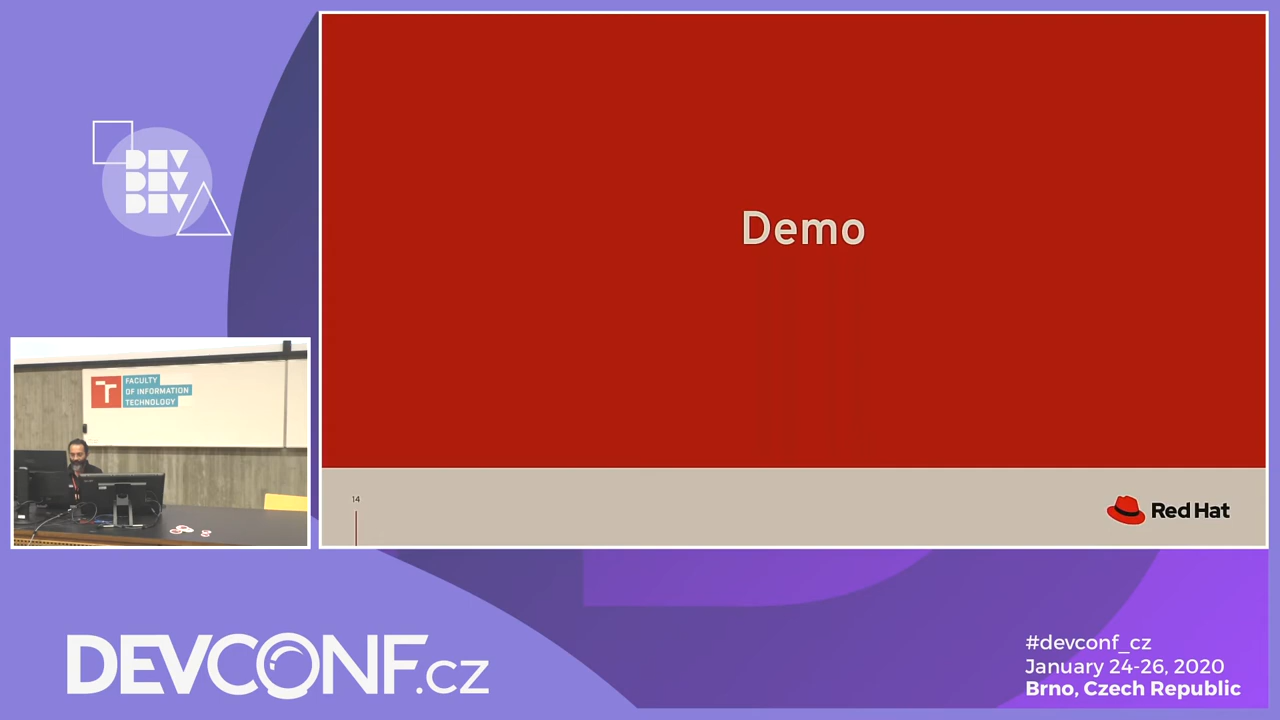 DEV
DEV
DEV
Demo
14
Red Hat
FACULTY
OF INFORMATION
TECHNOLOGY
DEVCONF.cz
#devconf_cz
January 24-26, 2020
Brno, Czech Republic